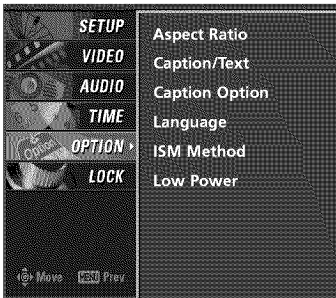 SETUP
VIDEO
AUDIO
TIME
OPTION
LOCK
Move MENU Prev.
Aspect Ratio
Caption/Text
Caption Option
Language
ISM Method
Low Power